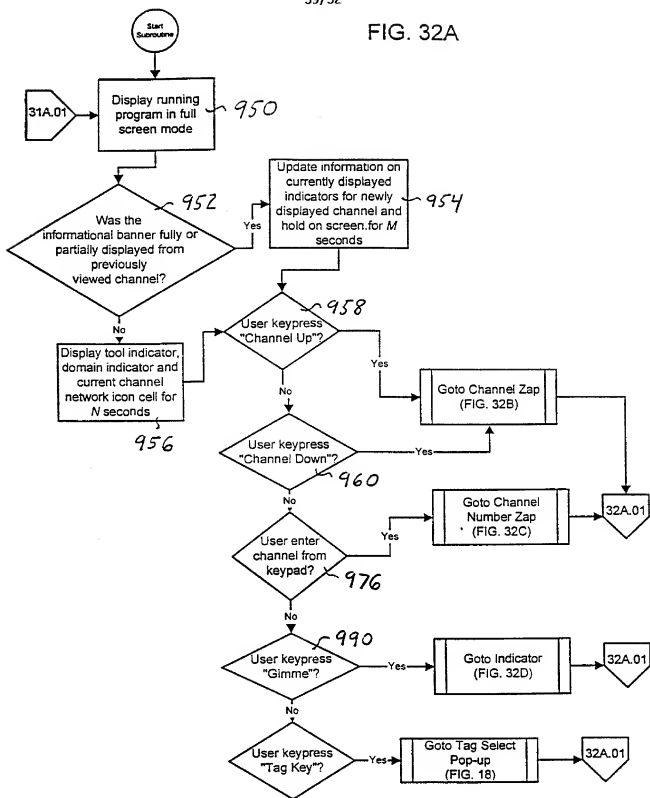 39/52
FIG. 32A
Start
Subroutine
31A.01
Display running
program in full
screen mode
950
952
Was the
informational banner fully or
partially displayed from
previously
viewed channel?
Yes
Update information on
currently displayed
indicators for newly
displayed channel and
hold on screen for M
seconds
954
No
Display tool indicator,
domain indicator and
current channel
network icon cell for
N seconds
956
958
User keypress
"Channel Up"?
Yes
No
Goto Channel Zap
(FIG. 32B)
User keypress
"Channel Down"?
Yes
960
No
32A.01
User enter
channel from
keypad?
976
Yes
Goto Channel
Number Zap
(FIG. 32C)
No
990
User keypress
"Gimme"?
Yes
Goto Indicator
(FIG. 32D)
32A.01
No
User keypress
"Tag Key"?
Yes
Goto Tag Select
Pop-up
(FIG. 18)
32A.01